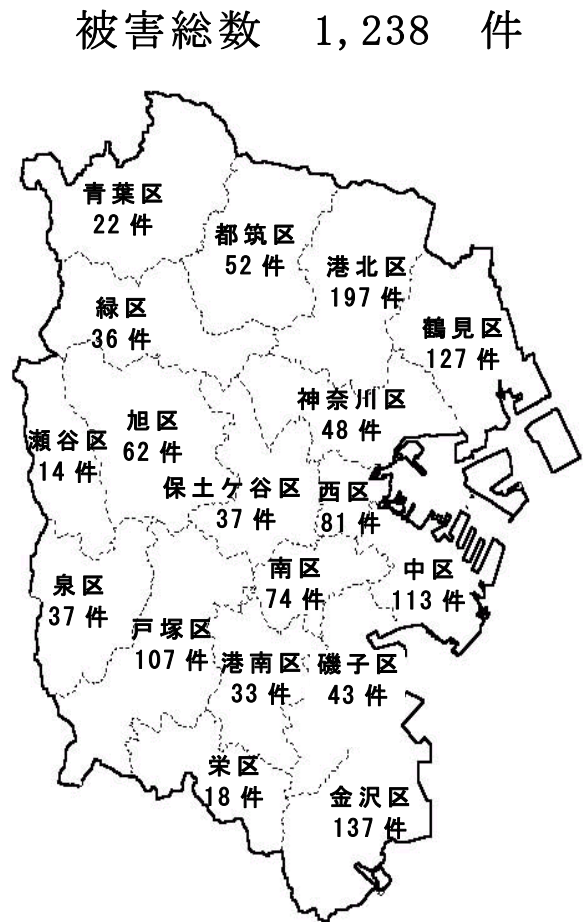 被害総数 1,238 件
青葉区
22 件
都筑区
52 件
港北区
197 件
緑区
36 件
鶴見区
127 件
神奈川区
48 件
旭区
62 件
瀬谷区
14 件
保土ケ谷区
37 件
西区
81 件
泉区
37 件
南区
74 件
中区
113 件
戸塚区
107 件
港南区
33 件
磯子区
43 件
栄区
18 件
金沢区
137 件